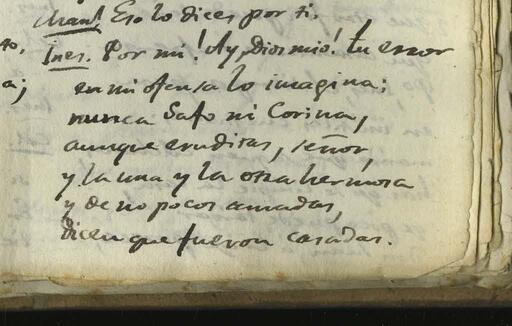 Man.l Eso lo dices por ti.
Ines. Por mi! Ay, Dios mio! tu error
en mi ofensa lo imagina;
nunca Safo ni Corina,
aunque eruditas, señor,
y la una y la otra hermosa
y de no pocos amadas,
dicen que fueron casadas.